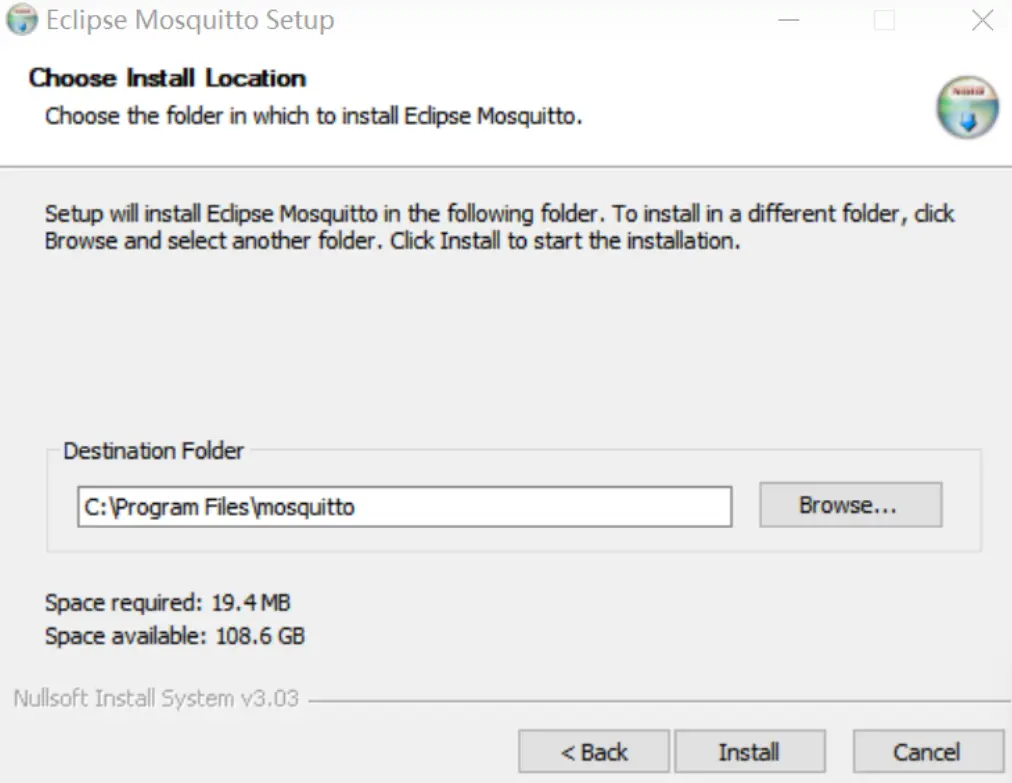 Eclipse Mosquitto Setup
Choose Install Location
Choose the folder in which to install Eclipse Mosquitto.
Setup will install Eclipse Mosquitto in the following folder. To install in a different folder, click
Browse and select another folder. Click Install to start the installation.
Destination Folder
C:\Program Files\mosquitto
Browse...
Space required: 19.4 MB
Space available: 108.6 GB
Nullsoft Install System v3.03
< Back
Install
Cancel